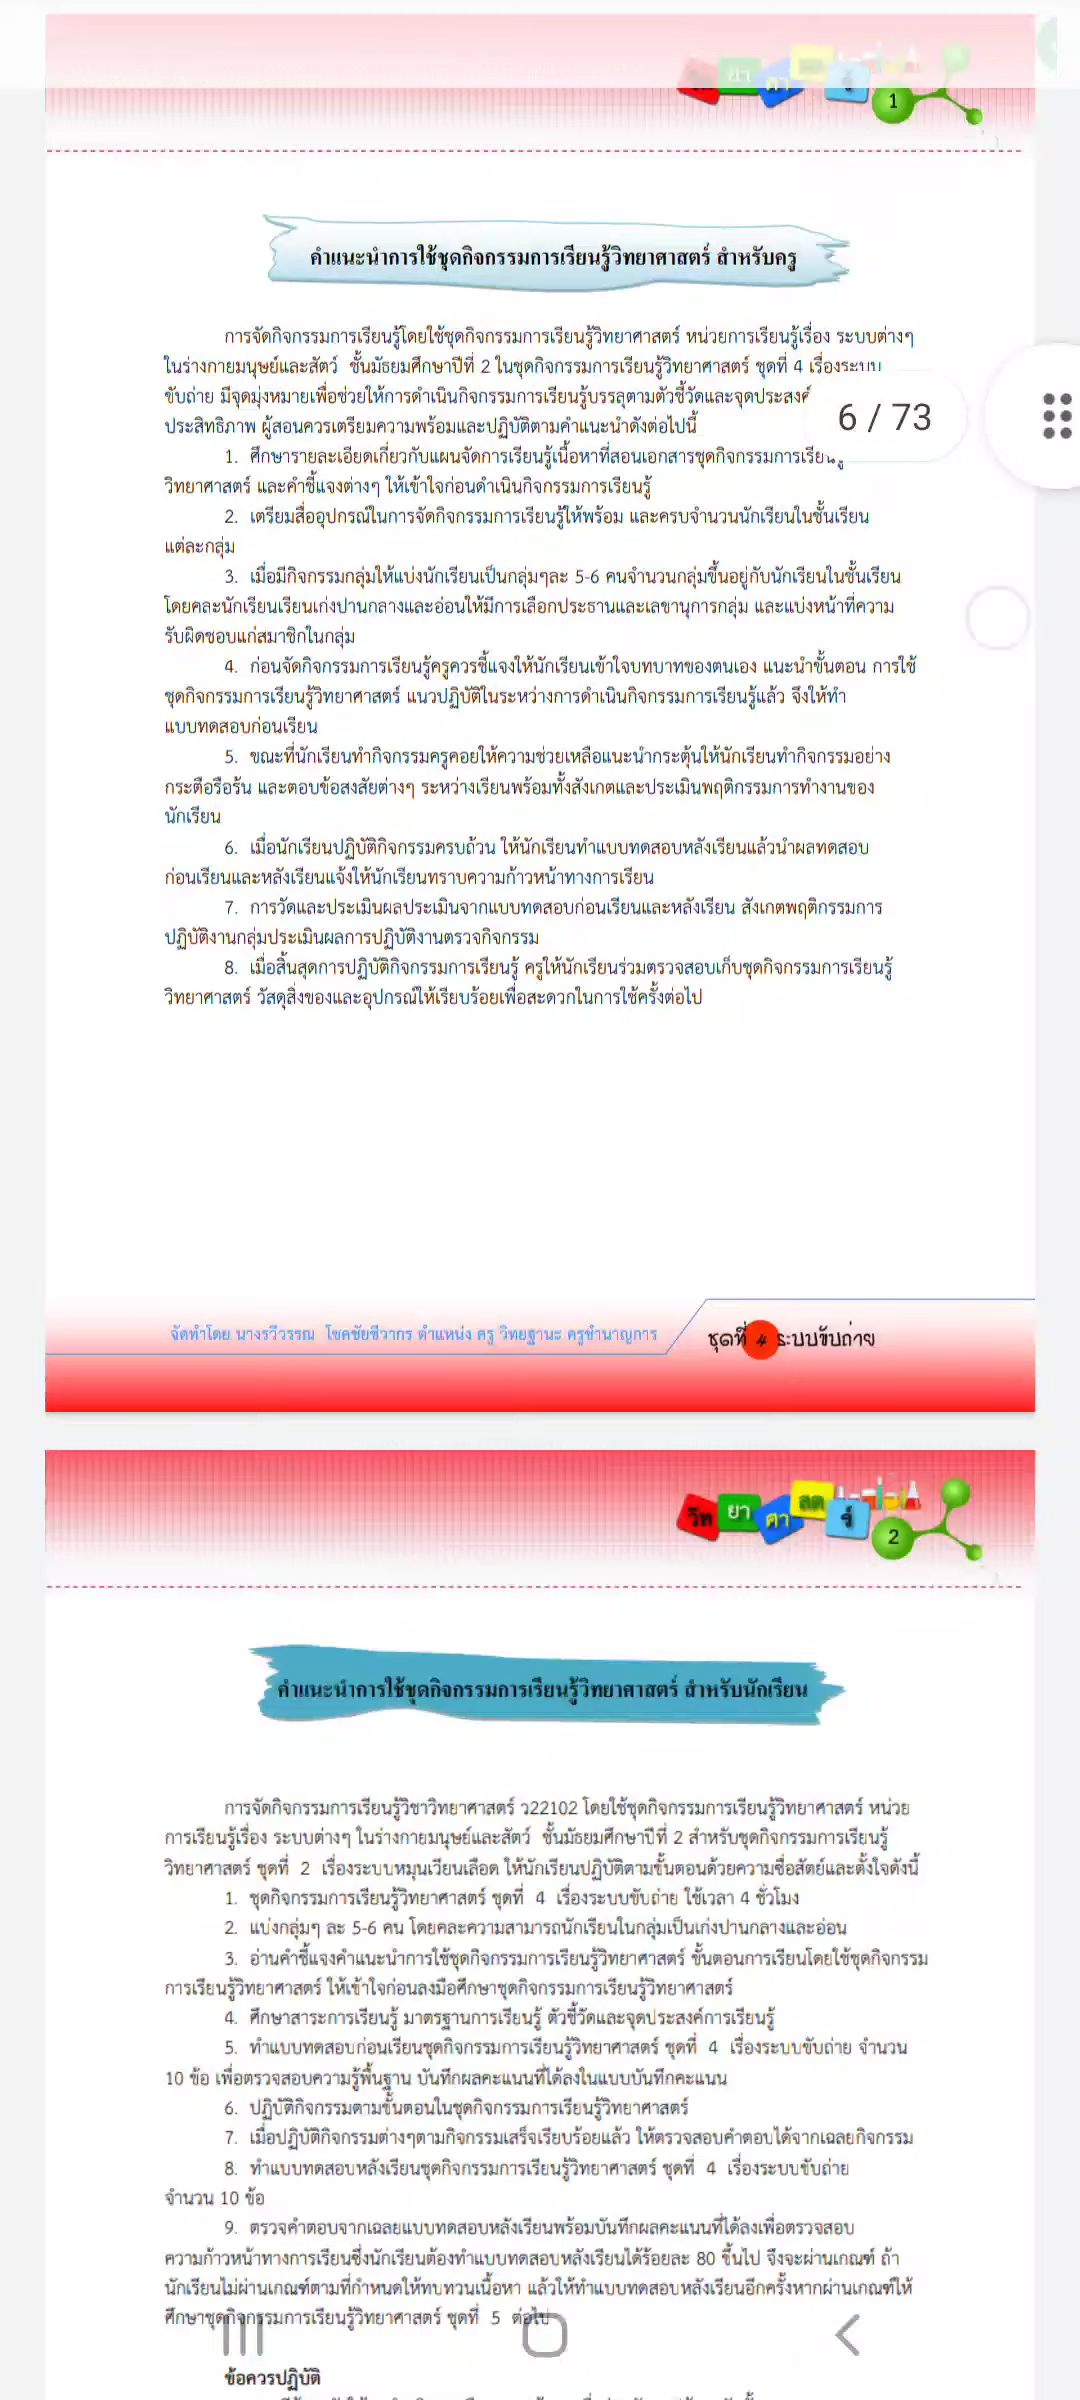 วิท ยา ศา สต ร์ 1
คำแนะนำการใช้ชุดกิจกรรมการเรียนรู้วิทยาศาสตร์ สำหรับครู
การจัดกิจกรรมการเรียนรู้โดยใช้ชุดกิจกรรมการเรียนรู้วิทยาศาสตร์ หน่วยการเรียนรู้เรื่อง ระบบต่างๆ
ในร่างกายมนุษย์และสัตว์ ชั้นมัธยมศึกษาปีที่ 2 ในชุดกิจกรรมการเรียนรู้วิทยาศาสตร์ ชุดที่ 4 เรื่องระบบ
ขับถ่าย มีจุดมุ่งหมายเพื่อช่วยให้การดำเนินกิจกรรมการเรียนรู้บรรลุตามตัวชี้วัดและจุดประสงค์
6 / 73
ประสิทธิภาพ ผู้สอนควรเตรียมความพร้อมและปฏิบัติตามคำแนะนำดังต่อไปนี้
1. ศึกษารายละเอียดเกี่ยวกับแผนจัดการเรียนรู้เนื้อหาที่สอนเอกสารชุดกิจกรรมการเรียนรู้
วิทยาศาสตร์ และคำชี้แจงต่างๆ ให้เข้าใจก่อนดำเนินกิจกรรมการเรียนรู้
2. เตรียมสื่ออุปกรณ์ในการจัดกิจกรรมการเรียนรู้ให้พร้อม และครบจำนวนนักเรียนในชั้นเรียน
แต่ละกลุ่ม
3. เมื่อมีกิจกรรมกลุ่มให้แบ่งนักเรียนเป็นกลุ่มๆละ 5-6 คนจำนวนกลุ่มขึ้นอยู่กับนักเรียนในชั้นเรียน
โดยคละนักเรียนเรียนเก่งปานกลางและอ่อนให้มีการเลือกประธานและเลขานุการกลุ่ม และแบ่งหน้าที่ความ
รับผิดชอบแก่สมาชิกในกลุ่ม
4. ก่อนจัดกิจกรรมการเรียนรู้ครูควรชี้แจงให้นักเรียนเข้าใจบทบาทของตนเอง แนะนำขั้นตอน การใช้
ชุดกิจกรรมการเรียนรู้วิทยาศาสตร์ แนวปฏิบัติในระหว่างการดำเนินกิจกรรมการเรียนรู้แล้ว จึงให้ทำ
แบบทดสอบก่อนเรียน
5. ขณะที่นักเรียนทำกิจกรรมครูคอยให้ความช่วยเหลือแนะนำกระตุ้นให้นักเรียนทำกิจกรรมอย่าง
กระตือรือร้น และตอบข้อสงสัยต่างๆ ระหว่างเรียนพร้อมทั้งสังเกตและประเมินพฤติกรรมการทำงานของ
นักเรียน
6. เมื่อนักเรียนปฏิบัติกิจกรรมครบถ้วน ให้นักเรียนทำแบบทดสอบหลังเรียนแล้วนำผลทดสอบ
ก่อนเรียนและหลังเรียนแจ้งให้นักเรียนทราบความก้าวหน้าทางการเรียน
7. การวัดและประเมินผลประเมินจากแบบทดสอบก่อนเรียนและหลังเรียน สังเกตพฤติกรรมการ
ปฏิบัติงานกลุ่มประเมินผลการปฏิบัติงานตรวจกิจกรรม
8. เมื่อสิ้นสุดการปฏิบัติกิจกรรมการเรียนรู้ ครูให้นักเรียนร่วมตรวจสอบเก็บชุดกิจกรรมการเรียนรู้
วิทยาศาสตร์ วัสดุสิ่งของและอุปกรณ์ให้เรียบร้อยเพื่อสะดวกในการใช้ครั้งต่อไป
จัดทำโดย นางรวีวรรณ โชคชัยชีวากร ตำแหน่ง ครู วิทยฐานะ ครูชำนาญการ
ชุดที่ 4 ระบบขับถ่าย
วิท ยา ศา สต ร์ 2
คำแนะนำการใช้ชุดกิจกรรมการเรียนรู้วิทยาศาสตร์ สำหรับนักเรียน
การจัดกิจกรรมการเรียนรู้วิชาวิทยาศาสตร์ ว22102 โดยใช้ชุดกิจกรรมการเรียนรู้วิทยาศาสตร์ หน่วย
การเรียนรู้เรื่อง ระบบต่างๆ ในร่างกายมนุษย์และสัตว์ ชั้นมัธยมศึกษาปีที่ 2 สำหรับชุดกิจกรรมการเรียนรู้
วิทยาศาสตร์ ชุดที่ 2 เรื่องระบบหมุนเวียนเลือด ให้นักเรียนปฏิบัติตามขั้นตอนด้วยความซื่อสัตย์และตั้งใจดังนี้
1. ชุดกิจกรรมการเรียนรู้วิทยาศาสตร์ ชุดที่ 4 เรื่องระบบขับถ่าย ใช้เวลา 4 ชั่วโมง
2. แบ่งกลุ่มๆ ละ 5-6 คน โดยคละความสามารถนักเรียนในกลุ่มเป็นเก่งปานกลางและอ่อน
3. อ่านคำชี้แจงคำแนะนำการใช้ชุดกิจกรรมการเรียนรู้วิทยาศาสตร์ ขั้นตอนการเรียนโดยใช้ชุดกิจกรรม
การเรียนรู้วิทยาศาสตร์ ให้เข้าใจก่อนลงมือศึกษาชุดกิจกรรมการเรียนรู้วิทยาศาสตร์
4. ศึกษาสาระการเรียนรู้ มาตรฐานการเรียนรู้ ตัวชี้วัดและจุดประสงค์การเรียนรู้
5. ทำแบบทดสอบก่อนเรียนชุดกิจกรรมการเรียนรู้วิทยาศาสตร์ ชุดที่ 4 เรื่องระบบขับถ่าย จำนวน
10 ข้อ เพื่อตรวจสอบความรู้พื้นฐาน บันทึกผลคะแนนที่ได้ลงในแบบบันทึกคะแนน
6. ปฏิบัติกิจกรรมตามขั้นตอนในชุดกิจกรรมการเรียนรู้วิทยาศาสตร์
7. เมื่อปฏิบัติกิจกรรมต่างๆตามกิจกรรมเสร็จเรียบร้อยแล้ว ให้ตรวจสอบคำตอบได้จากเฉลยกิจกรรม
8. ทำแบบทดสอบหลังเรียนชุดกิจกรรมการเรียนรู้วิทยาศาสตร์ ชุดที่ 4 เรื่องระบบขับถ่าย
จำนวน 10 ข้อ
9. ตรวจคำตอบจากเฉลยแบบทดสอบหลังเรียนพร้อมบันทึกผลคะแนนที่ได้ลงเพื่อตรวจสอบ
ความก้าวหน้าทางการเรียนซึ่งนักเรียนต้องทำแบบทดสอบหลังเรียนได้ร้อยละ 80 ขึ้นไป จึงจะผ่านเกณฑ์ ถ้า
นักเรียนไม่ผ่านเกณฑ์ตามที่กำหนดให้ทบทวนเนื้อหา แล้วให้ทำแบบทดสอบหลังเรียนอีกครั้งหากผ่านเกณฑ์ให้
ศึกษาชุดกิจกรรมการเรียนรู้วิทยาศาสตร์ ชุดที่ 5 ต่อไป
ข้อควรปฏิบัติ